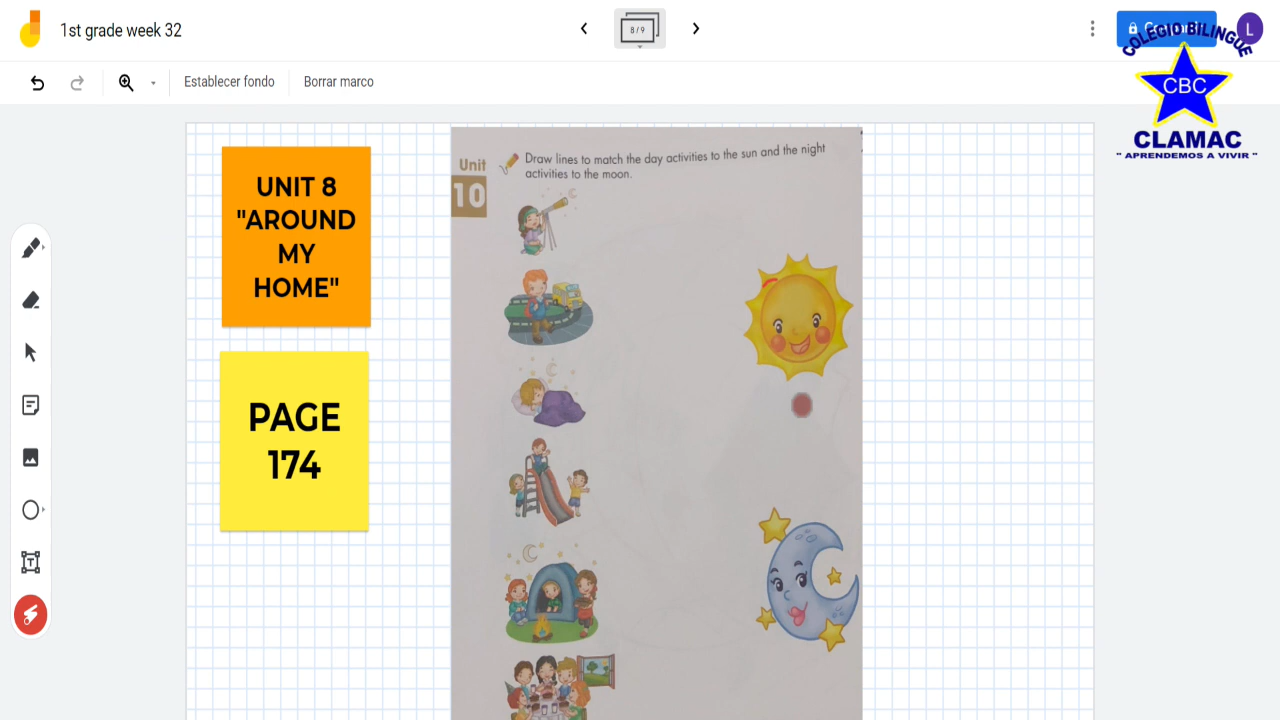 1st grade week 32
8/9
L
Establecer fondo
Borrar marco
COLEGIO BILINGÜE
CBC
CLAMAC
" APRENDEMOS A VIVIR "
UNIT 8
"AROUND
MY
HOME"
PAGE
174
Unit
10
Draw lines to match the day activities to the sun and the night
activities to the moon.